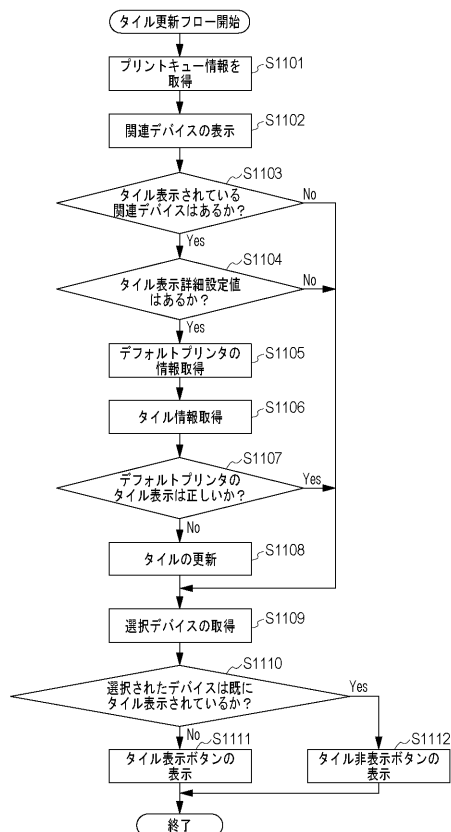 タイル更新フロー開始
プリントキュー情報を
取得
S1101
関連デバイスの表示
S1102
S1103
タイル表示されている
関連デバイスはあるか？
No
Yes
S1104
タイル表示詳細設定値
はあるか？
No
Yes
デフォルトプリンタの
情報取得
S1105
タイル情報取得
S1106
S1107
デフォルトプリンタの
タイル表示は正しいか？
Yes
No
タイルの更新
S1108
選択デバイスの取得
S1109
S1110
選択されたデバイスは既に
タイル表示されているか？
Yes
No
S1111
タイル表示ボタンの
表示
S1112
タイル非表示ボタンの
表示
終了